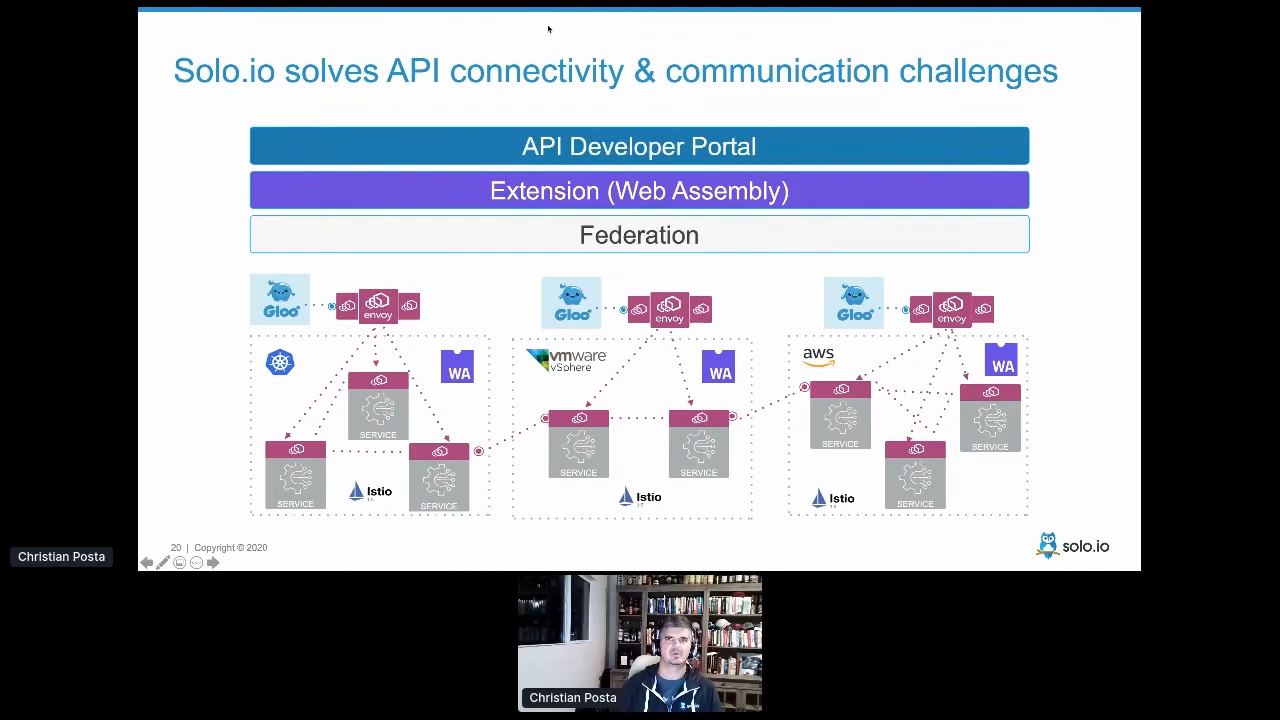 Solo.io solves API connectivity & communication challenges
API Developer Portal
Extension (Web Assembly)
Federation
Gloo
envoy
Gloo
envoy
Gloo
envoy
WA
vmware
vSphere
WA
aws
WA
SERVICE
SERVICE
SERVICE
Istio
SERVICE
SERVICE
Istio
SERVICE
SERVICE
SERVICE
Istio
20 | Copyright © 2020
solo.io
Christian Posta
Christian Posta